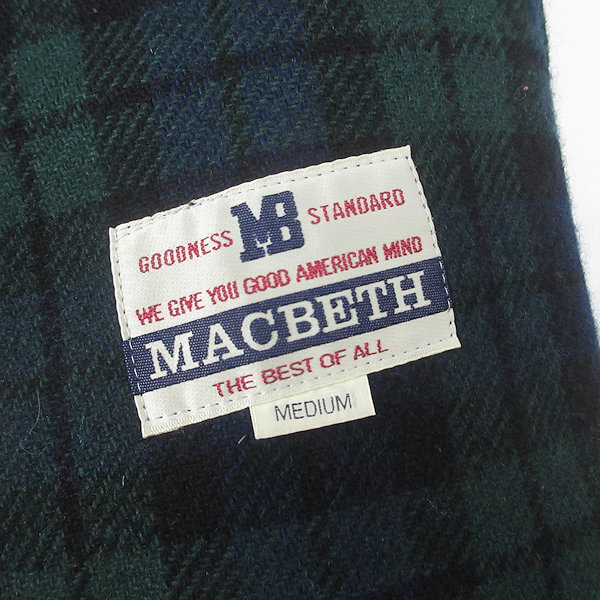 GOODNESS MB STANDARD
WE GIVE YOU GOOD AMERICAN MIND
MACBETH
THE BEST OF ALL
MEDIUM